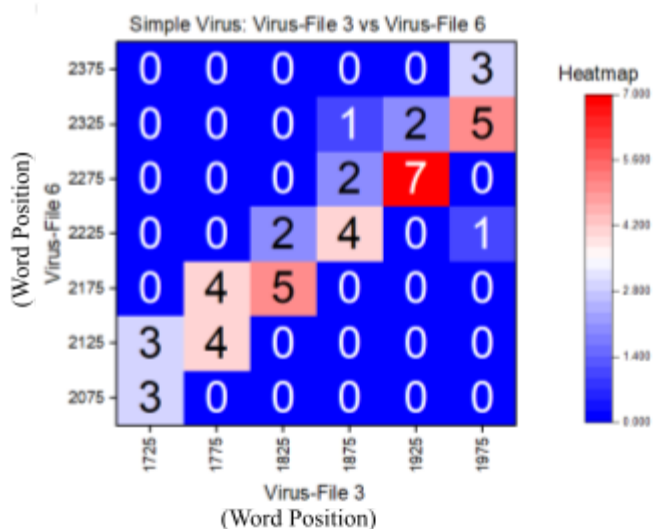 Simple Virus: Virus-File 3 vs Virus-File 6
2375 0 0 0 0 0 3
2325 0 0 0 1 2 5
2275 0 0 0 2 7 0
2225 0 0 2 4 0 1
2175 0 4 5 0 0 0
2125 3 4 0 0 0 0
2075 3 0 0 0 0 0
1725 1775 1825 1875 1925 1975
Virus-File 3
(Word Position)
Virus-File 6
(Word Position)
Heatmap
7.000
5.600
4.200
2.800
1.400
0.000